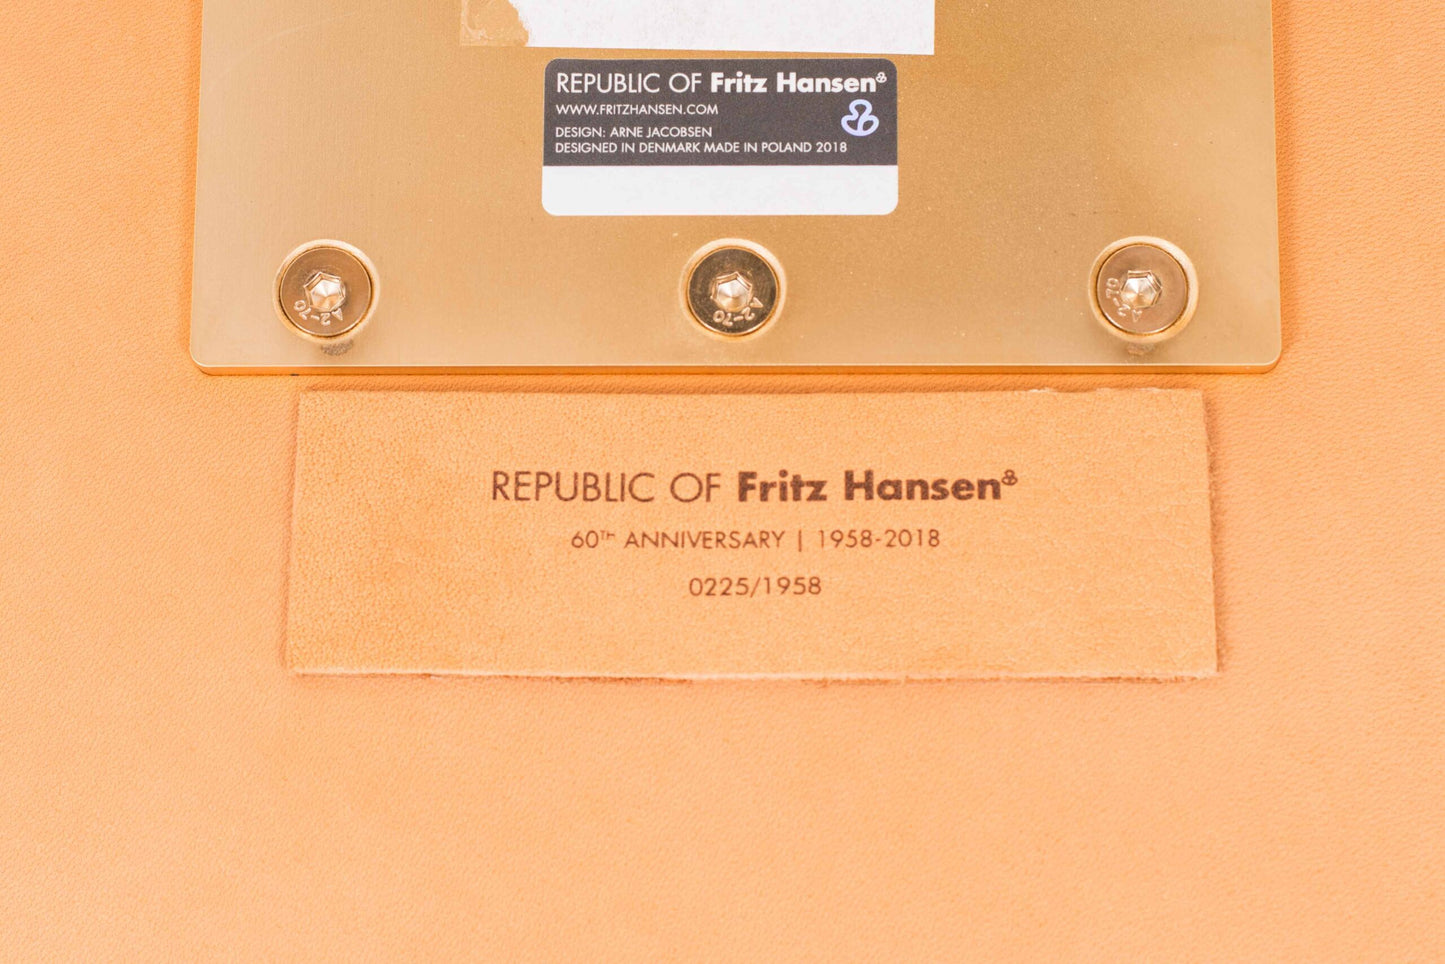 REPUBLIC OF Fritz Hansen
WWW.FRITZHANSEN.COM
DESIGN: ARNE JACOBSEN
DESIGNED IN DENMARK MADE IN POLAND 2018
A2-70
A2-70
A2-70
REPUBLIC OF Fritz Hansen
60TH ANNIVERSARY | 1958-2018
0225/1958